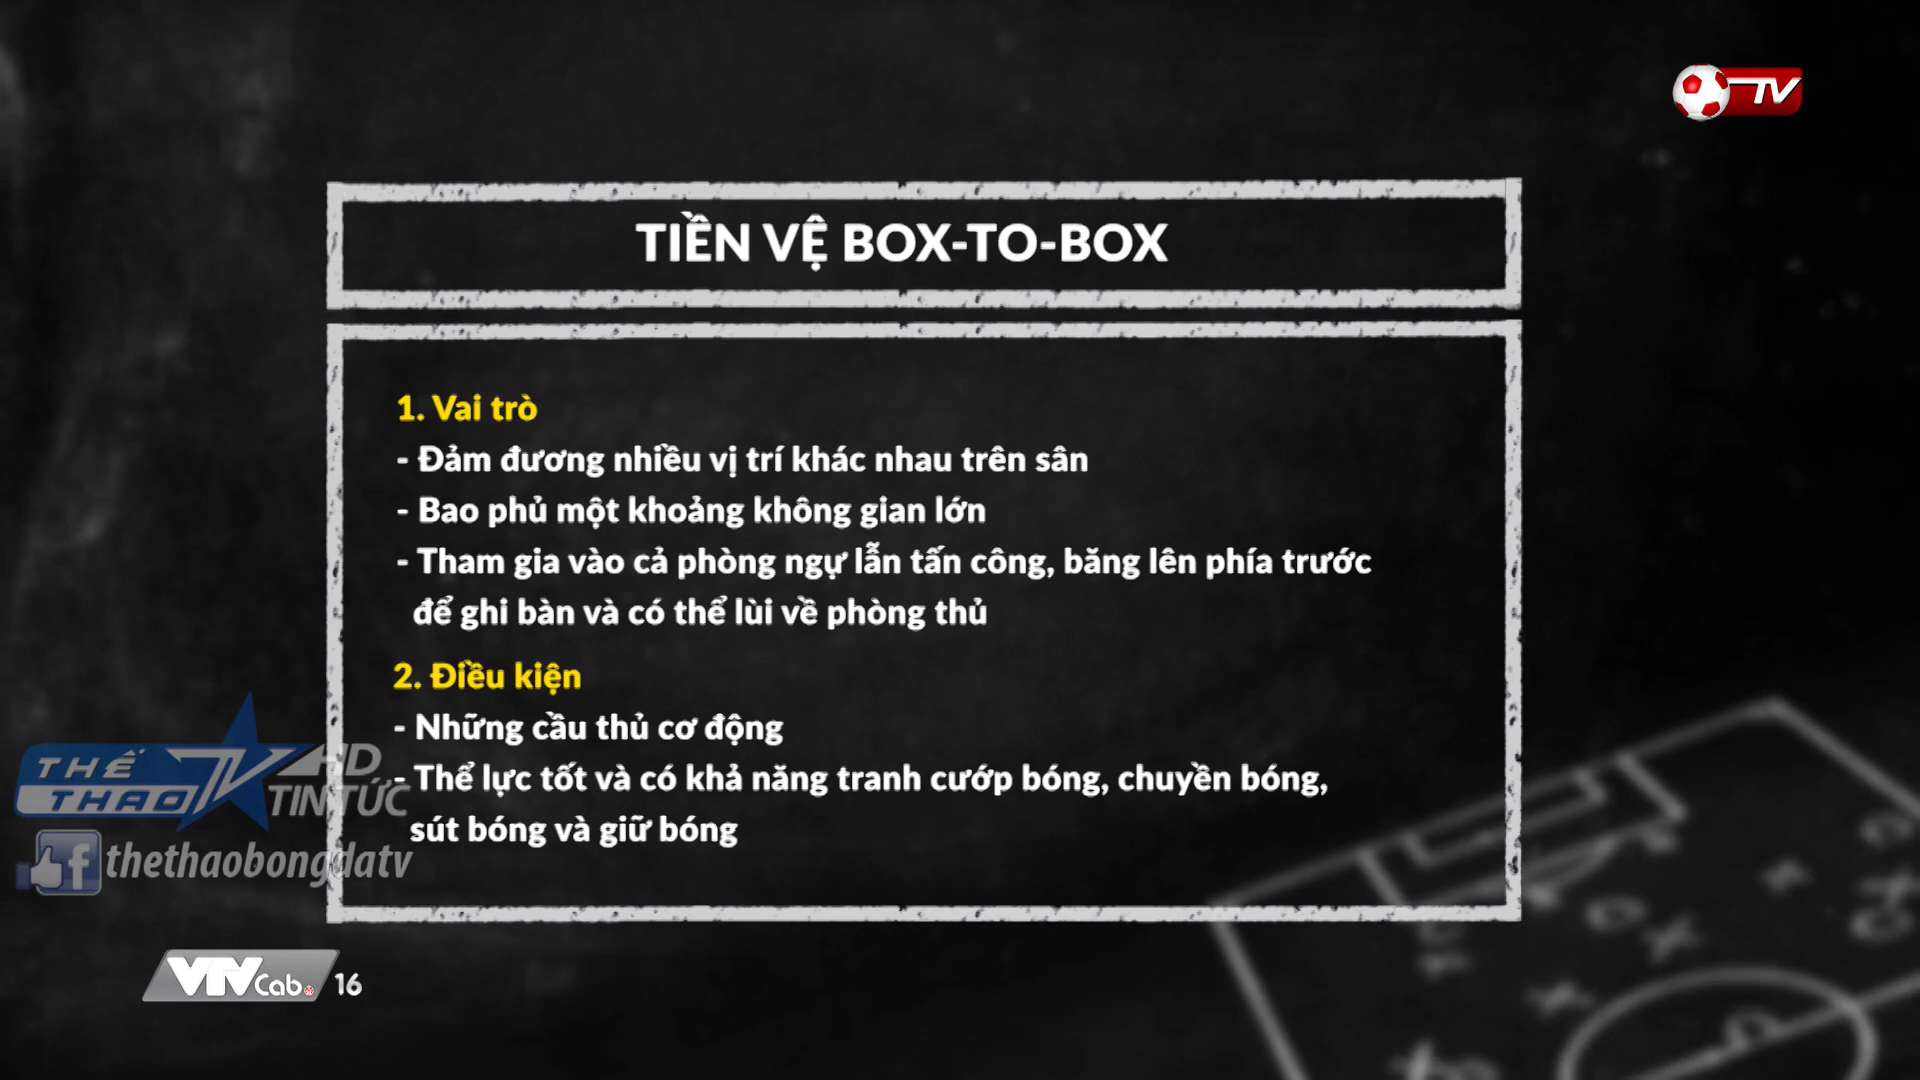 TV
TIỀN VỆ BOX-TO-BOX
1. Vai trò
- Đảm đương nhiều vị trí khác nhau trên sân
- Bao phủ một khoảng không gian lớn
- Tham gia vào cả phòng ngự lẫn tấn công, băng lên phía trước
để ghi bàn và có thể lùi về phòng thủ
2. Điều kiện
- Những cầu thủ cơ động
- Thể lực tốt và có khả năng tranh cướp bóng, chuyền bóng,
sút bóng và giữ bóng
THỂ THAO TV HD TIN TỨC
f thethaobongdatv
VTVCab 16